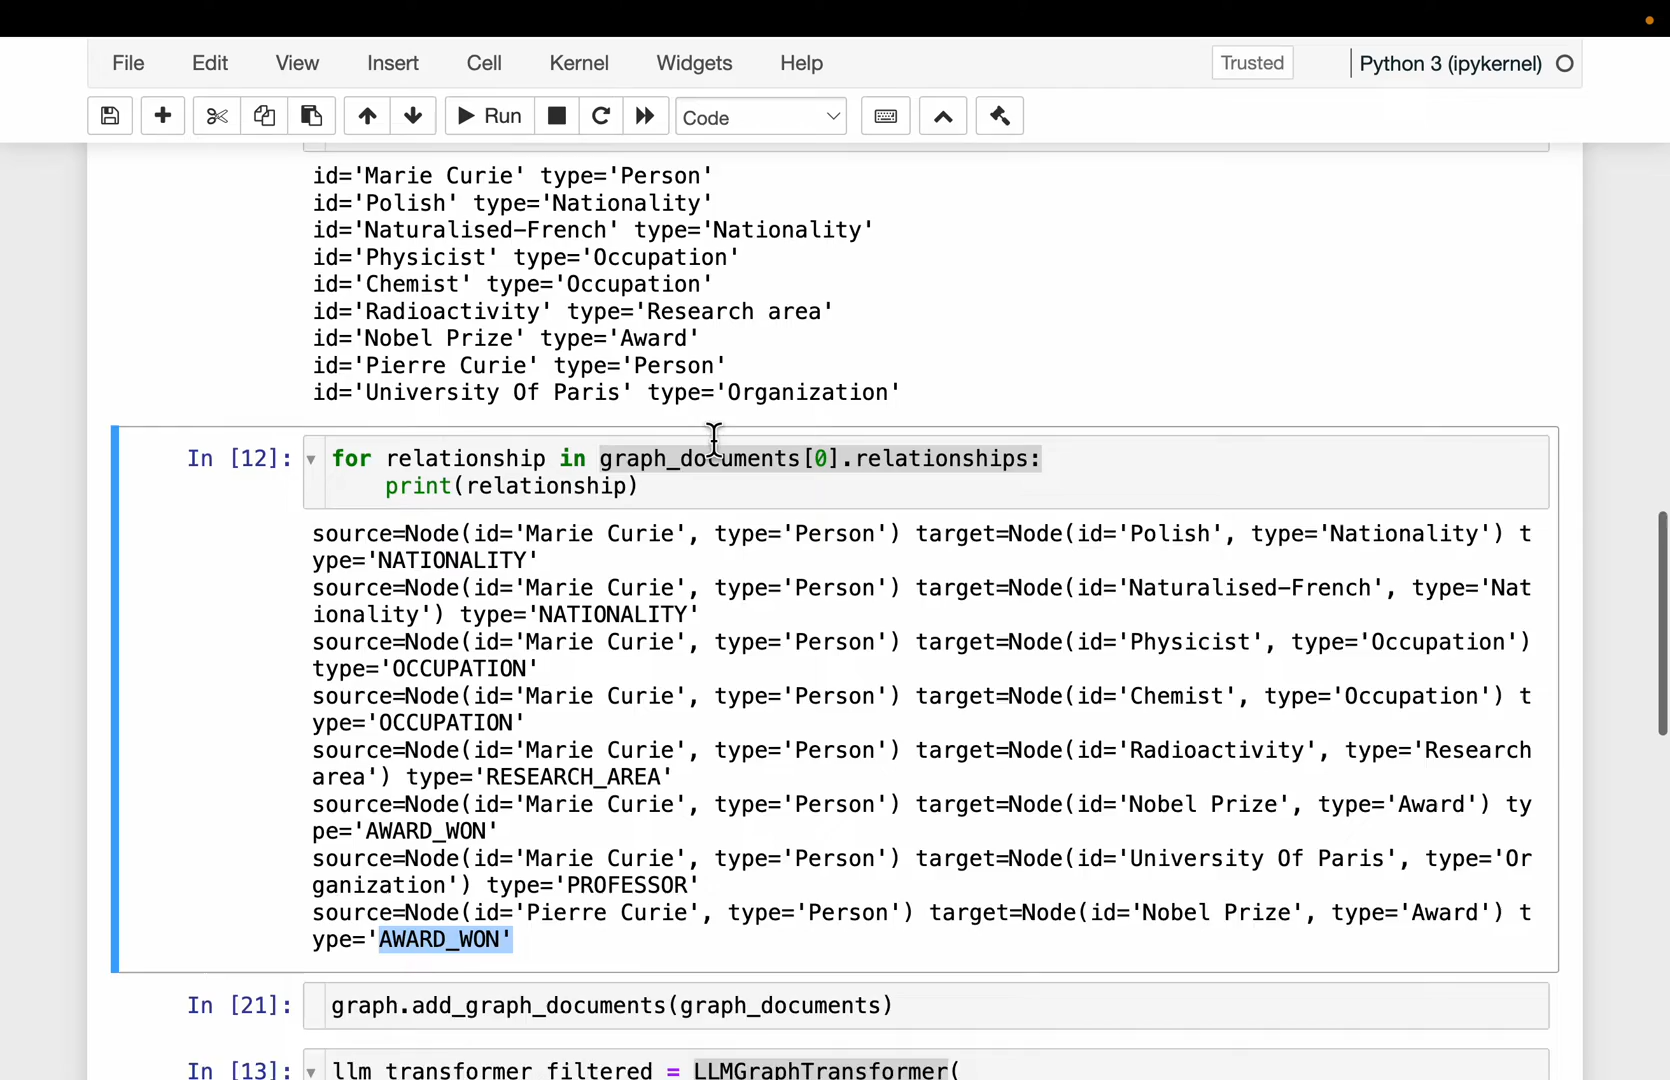 File Edit View Insert Cell Kernel Widgets Help Trusted Python 3 (ipykernel)
Run Code
id='Marie Curie' type='Person'
id='Polish' type='Nationality'
id='Naturalised-French' type='Nationality'
id='Physicist' type='Occupation'
id='Chemist' type='Occupation'
id='Radioactivity' type='Research area'
id='Nobel Prize' type='Award'
id='Pierre Curie' type='Person'
id='University Of Paris' type='Organization'
In [12]: for relationship in graph_documents[0].relationships:
print(relationship)
source=Node(id='Marie Curie', type='Person') target=Node(id='Polish', type='Nationality') t
ype='NATIONALITY'
source=Node(id='Marie Curie', type='Person') target=Node(id='Naturalised-French', type='Nat
ionality') type='NATIONALITY'
source=Node(id='Marie Curie', type='Person') target=Node(id='Physicist', type='Occupation')
type='OCCUPATION'
source=Node(id='Marie Curie', type='Person') target=Node(id='Chemist', type='Occupation') t
ype='OCCUPATION'
source=Node(id='Marie Curie', type='Person') target=Node(id='Radioactivity', type='Research
area') type='RESEARCH_AREA'
source=Node(id='Marie Curie', type='Person') target=Node(id='Nobel Prize', type='Award') ty
pe='AWARD_WON'
source=Node(id='Marie Curie', type='Person') target=Node(id='University Of Paris', type='Or
ganization') type='PROFESSOR'
source=Node(id='Pierre Curie', type='Person') target=Node(id='Nobel Prize', type='Award') t
ype='AWARD_WON'
In [21]: graph.add_graph_documents(graph_documents)
In [13]: llm_transformer_filtered = LLMGraphTransformer(